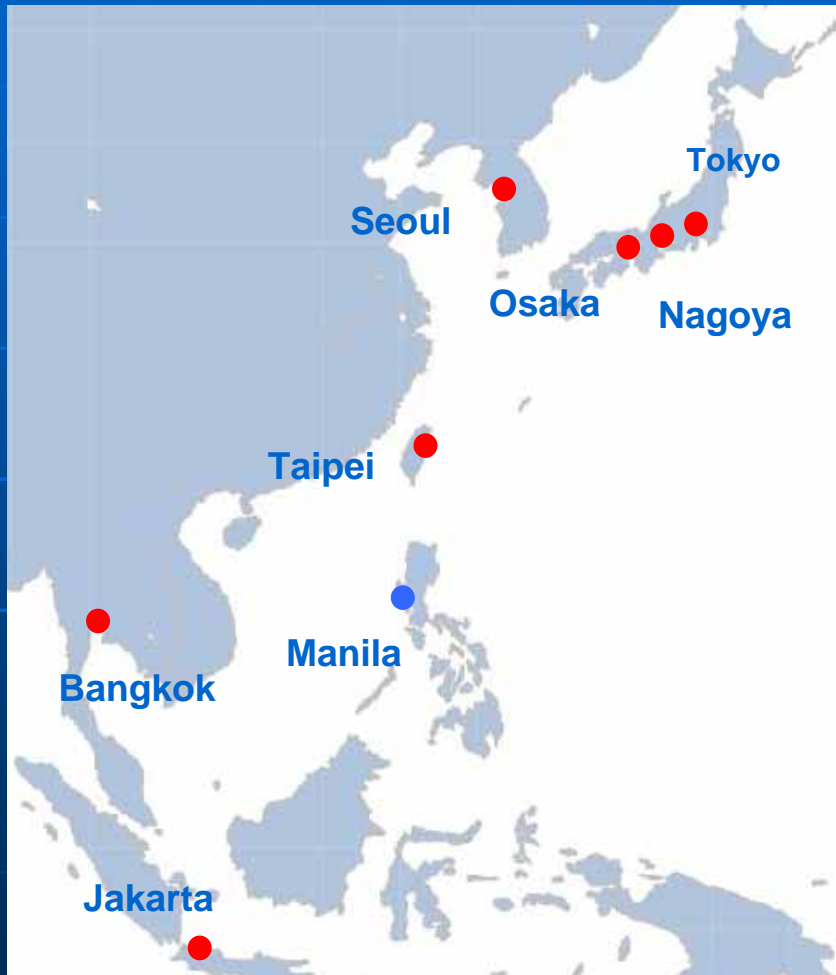 Tokyo
Seoul
Osaka
Nagoya
Taipei
Manila
Bangkok
Jakarta